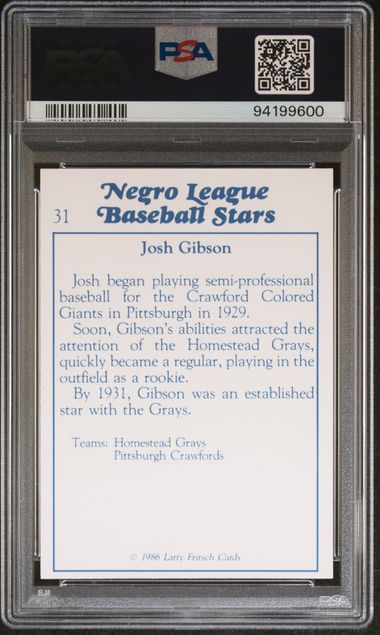 PSA
PSA
94199600
Negro League
31 Baseball Stars
Josh Gibson
Josh began playing semi-professional
baseball for the Crawford Colored
Giants in Pittsburgh in 1929.
Soon, Gibson's abilities attracted the
attention of the Homestead Grays,
quickly became a regular, playing in the
outfield as a rookie.
By 1931, Gibson was an established
star with the Grays.
Teams: Homestead Grays
Pittsburgh Crawfords
© 1986 Larry Fritsch Cards
PSA